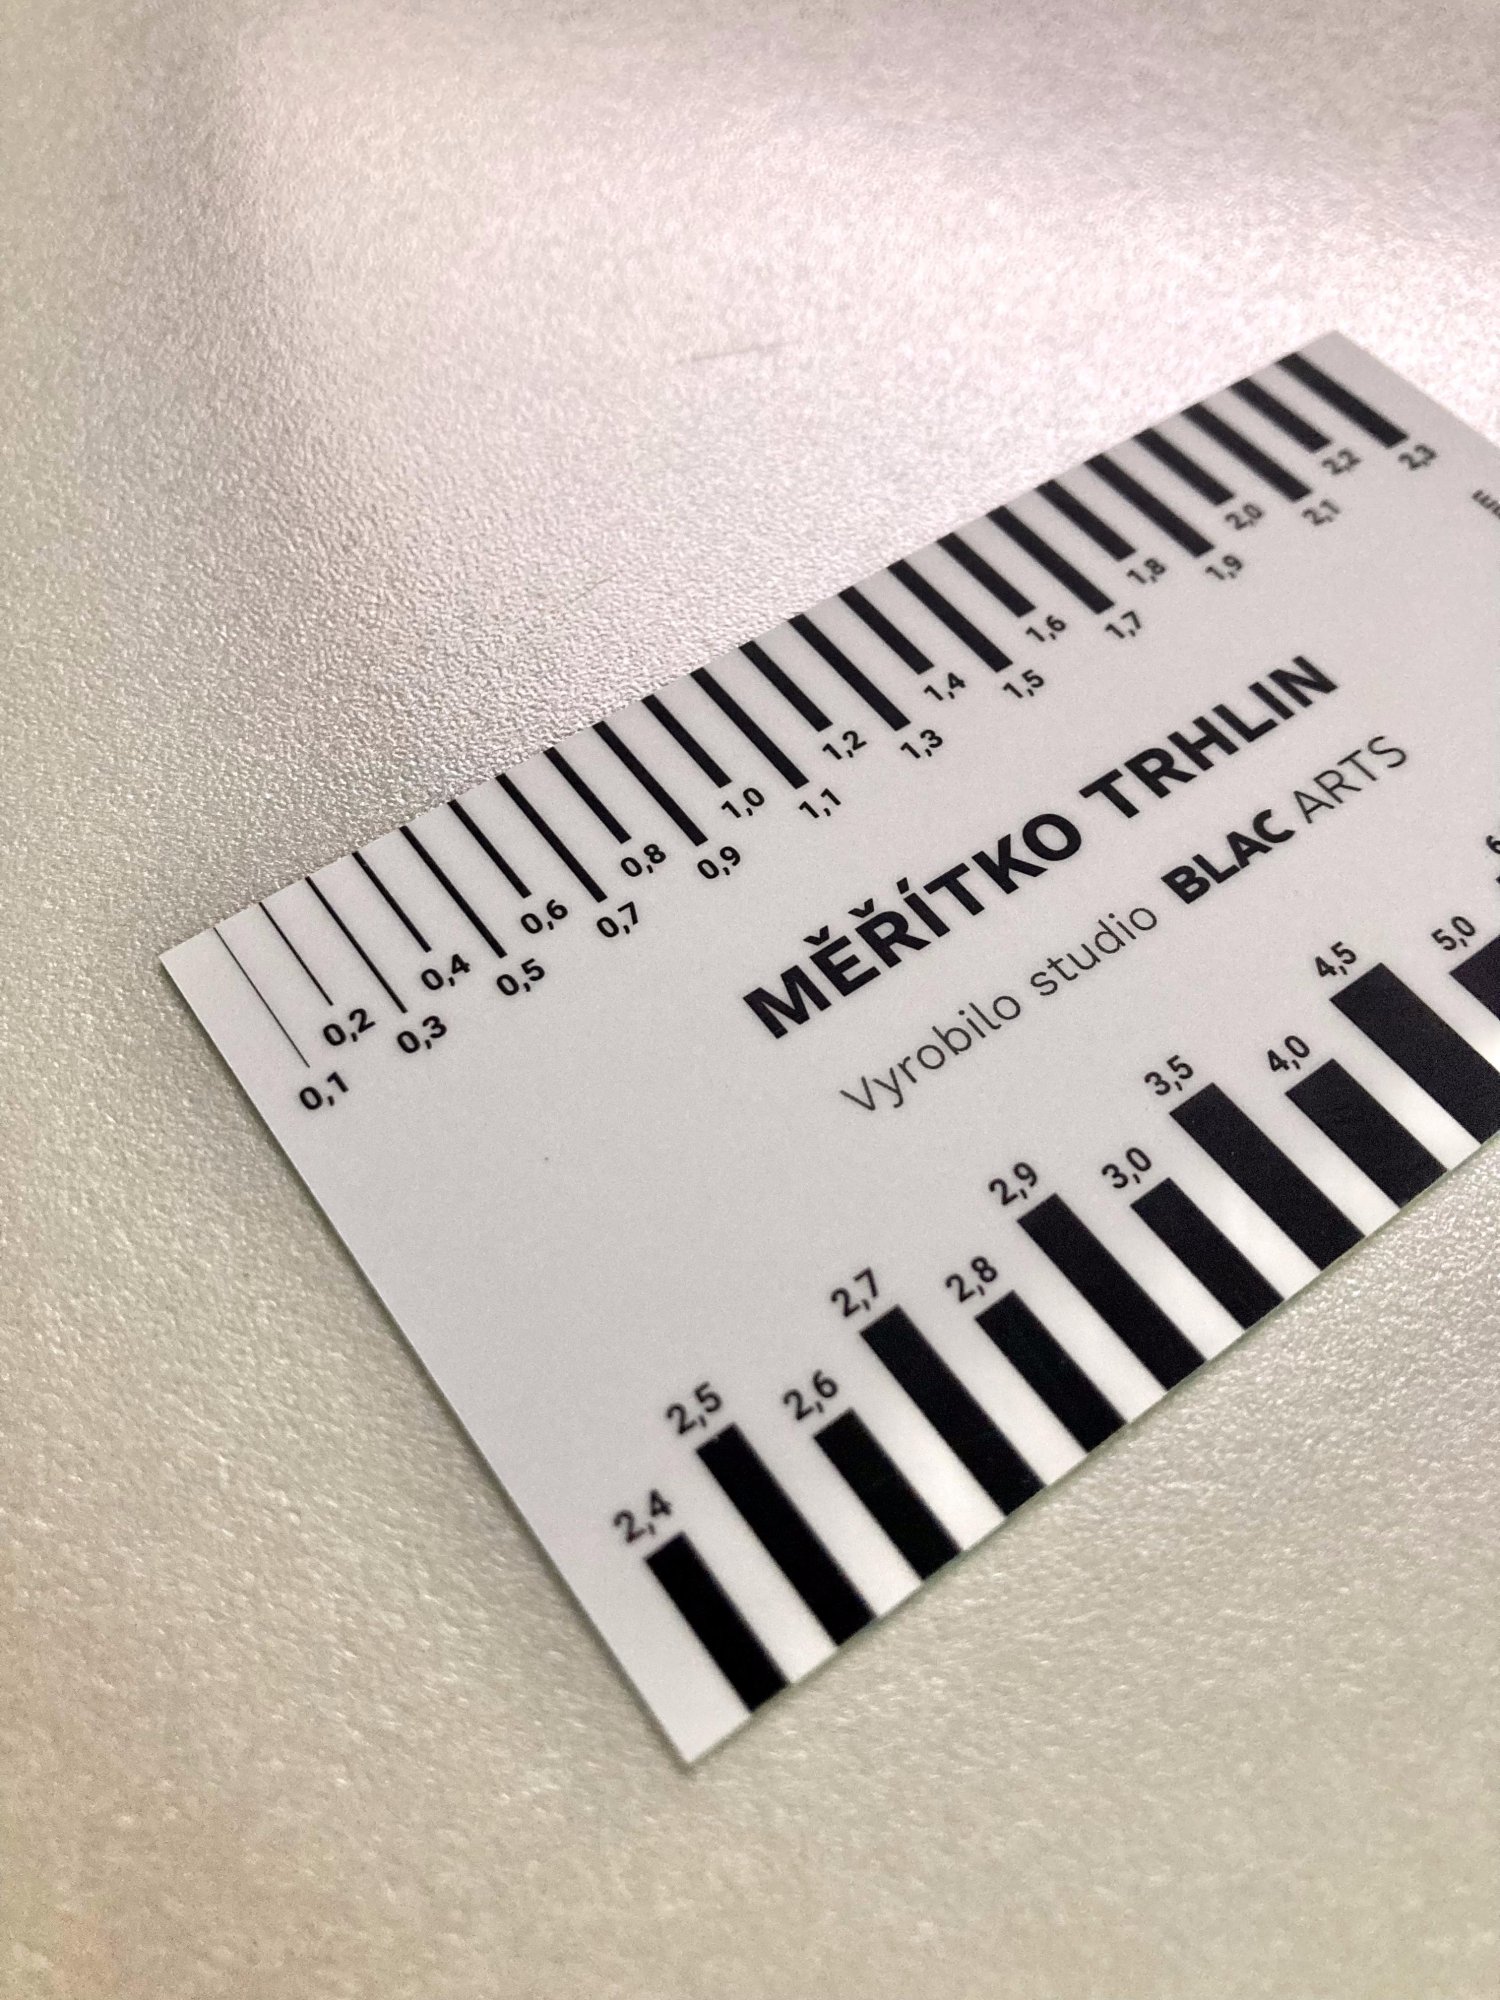 0,1 0,2 0,3 0,4 0,5 0,6 0,7 0,8 0,9 1,0 1,1 1,2 1,3 1,4 1,5 1,6 1,7 1,8 1,9 2,0 2,1 2,2 2,3
MĚŘÍTKO TRHLIN
Vyrobilo studio BLAC ARTS
2,4 2,5 2,6 2,7 2,8 2,9 3,0 3,5 4,0 4,5 5,0